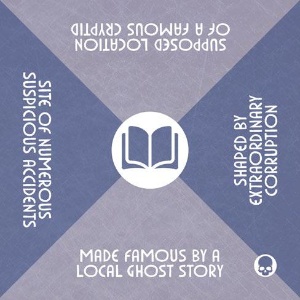 SUPPOSED LOCATION
OF A FAMOUS CRYPTID
SITE OF NUMEROUS
SUSPICIOUS ACCIDENTS
SHAPED BY
EXTRAORDINARY
CORRUPTION
MADE FAMOUS BY A
LOCAL GHOST STORY